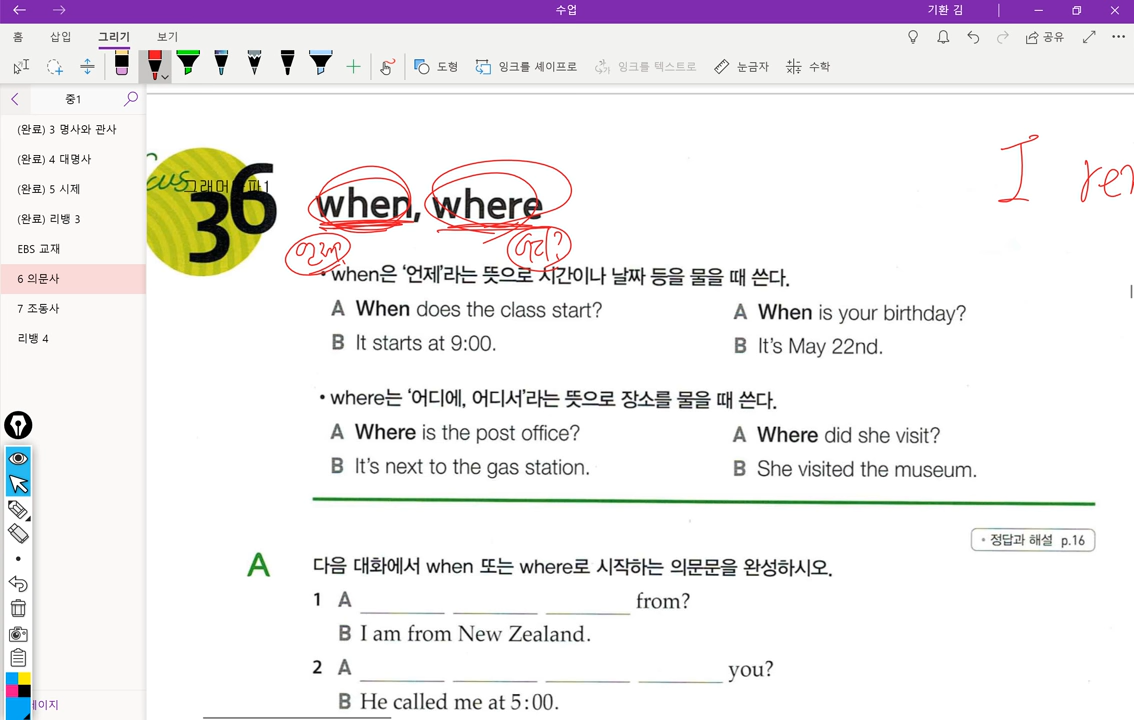 수업
기환 김
홈 삽입 그리기 보기
공유
도형 잉크를 셰이프로 잉크를 텍스트로 눈금자 수학
중1
(완료) 3 명사와 관사
(완료) 4 대명사
(완료) 5 시제
(완료) 리뱅 3
EBS 교재
6 의문사
7 조동사
리뱅 4
페이지
cus
36
when, where
I
언제?
어디?
• when은 '언제'라는 뜻으로 시간이나 날짜 등을 물을 때 쓴다.
A When does the class start? A When is your birthday?
B It starts at 9:00. B It's May 22nd.
• where는 '어디에, 어디서'라는 뜻으로 장소를 물을 때 쓴다.
A Where is the post office? A Where did she visit?
B It's next to the gas station. B She visited the museum.
• 정답과 해설 p.16
A 다음 대화에서 when 또는 where로 시작하는 의문문을 완성하시오.
1 A ______ ______ ______ from?
B I am from New Zealand.
2 A ______ ______ ______ ______ you?
B He called me at 5:00.